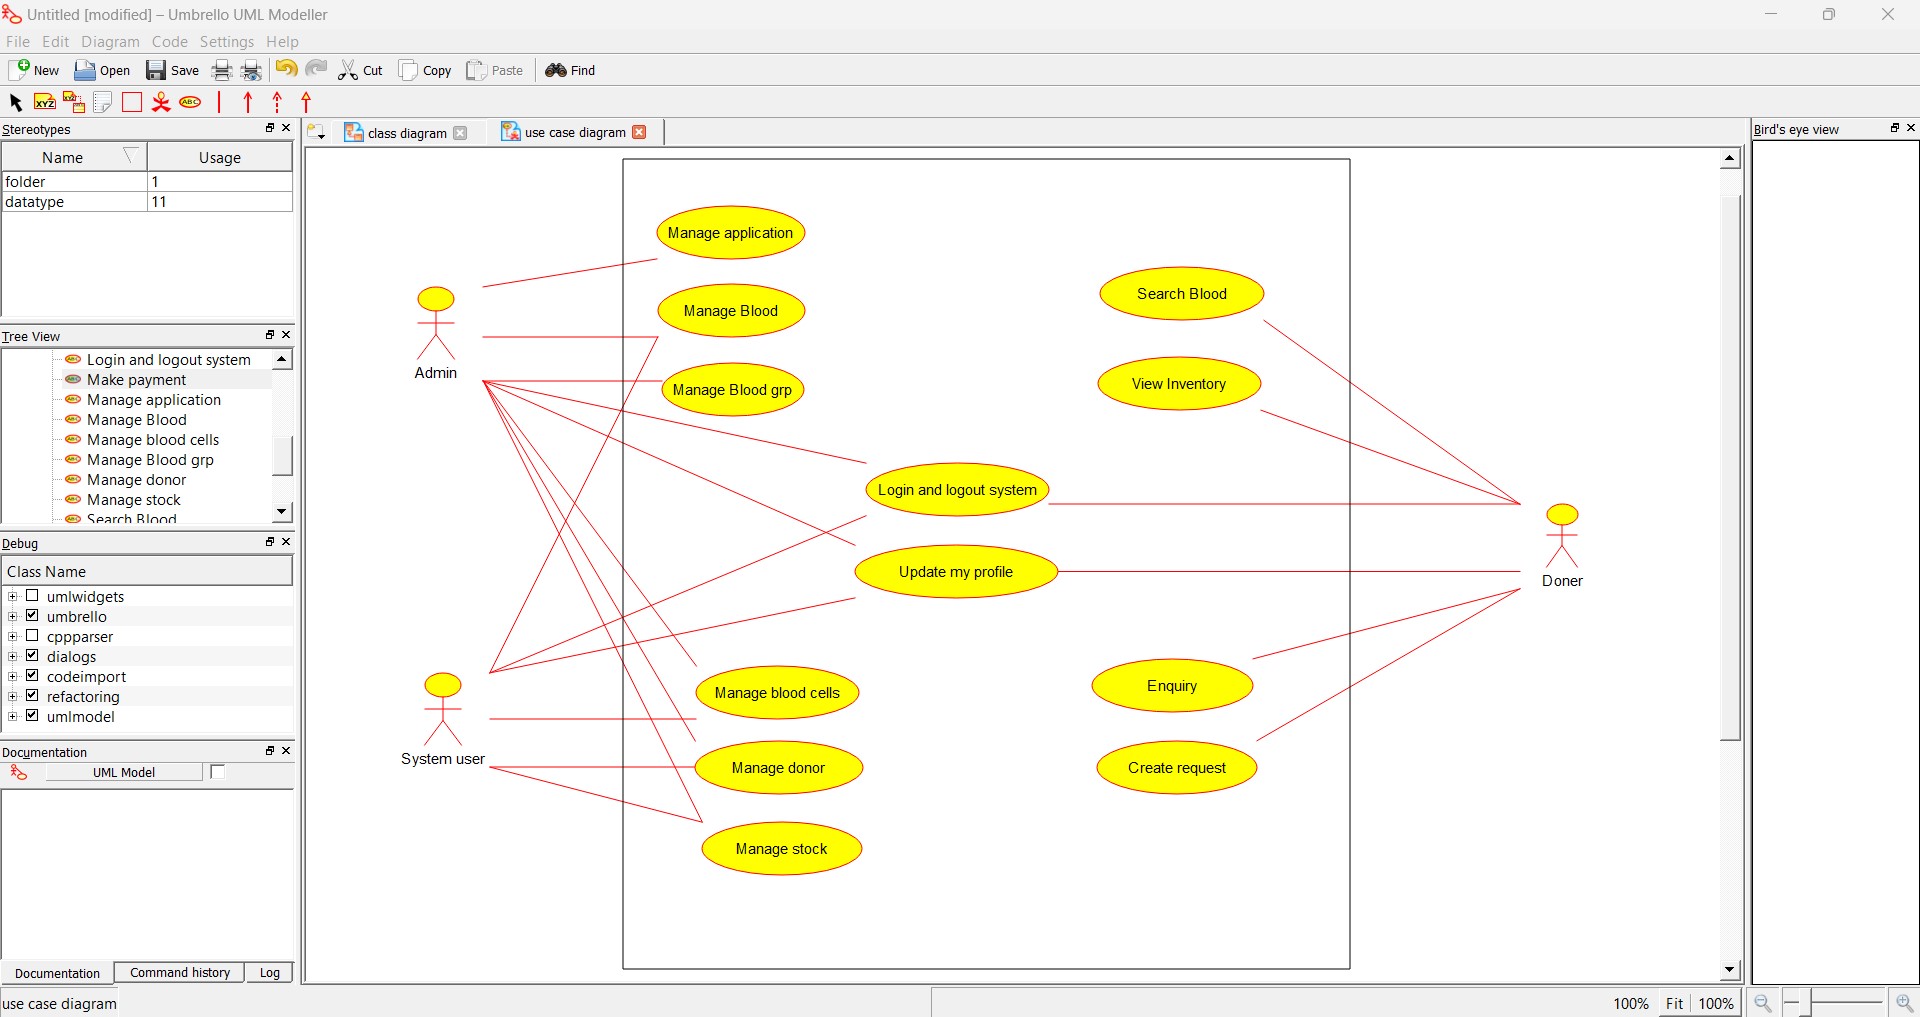 Untitled [modified] – Umbrello UML Modeller
File Edit Diagram Code Settings Help
New Open Save Cut Copy Paste Find
XYZ XYZ ABC
Stereotypes
Name Usage
folder 1
datatype 11
Tree View
Login and logout system
Make payment
Manage application
Manage Blood
Manage blood cells
Manage Blood grp
Manage donor
Manage stock
Search Blood
Debug
Class Name
umlwidgets
umbrello
cppparser
dialogs
codeimport
refactoring
umlmodel
Documentation
UML Model
Documentation Command history Log
use case diagram
class diagram use case diagram
Manage application
Manage Blood
Manage Blood grp
Search Blood
View Inventory
Admin
Login and logout system
Update my profile
Doner
Manage blood cells
Manage donor
Manage stock
System user
Enquiry
Create request
Bird's eye view
100% Fit 100%